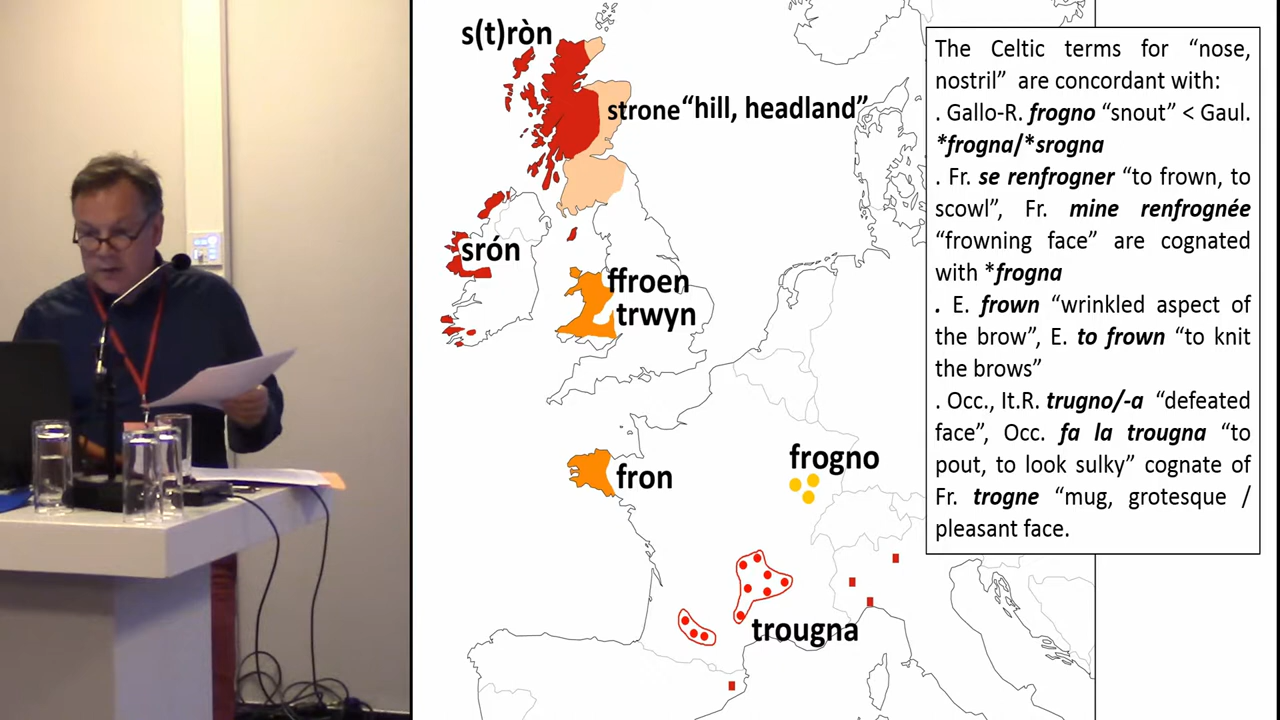 s(t)ròn
strone "hill, headland"
srón
ffroen
trwyn
fron
frogno
trougna
The Celtic terms for “nose,
nostril” are concordant with:
. Gallo-R. frogno “snout” < Gaul.
*frogna/*srogna
. Fr. se renfrogner “to frown, to
scowl”, Fr. mine renfrognée
“frowning face” are cognated
with *frogna
. E. frown “wrinkled aspect of
the brow”, E. to frown “to knit
the brows”
. Occ., It.R. trugno/-a “defeated
face”, Occ. fa la trougna “to
pout, to look sulky” cognate of
Fr. trogne “mug, grotesque /
pleasant face.